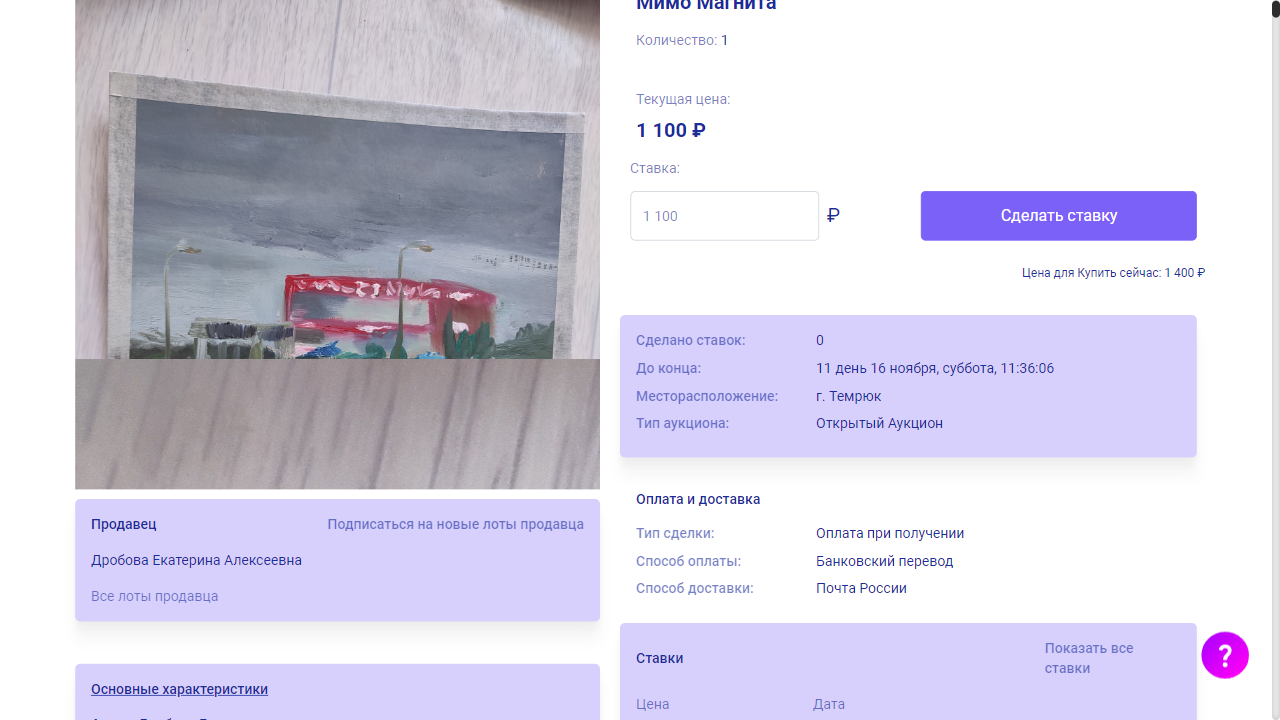 Мимо Магнита
Количество: 1
Текущая цена:
1 100 ₽
Ставка:
1 100
₽
Сделать ставку
Цена для Купить сейчас: 1 400 ₽
Сделано ставок: 0
До конца: 11 день 16 ноября, суббота, 11:36:06
Месторасположение: г. Темрюк
Тип аукциона: Открытый Аукцион
Оплата и доставка
Тип сделки: Оплата при получении
Способ оплаты: Банковский перевод
Способ доставки: Почта России
Ставки
Показать все
ставки
Цена Дата
Продавец
Подписаться на новые лоты продавца
Дробова Екатерина Алексеевна
Все лоты продавца
Основные характеристики
?